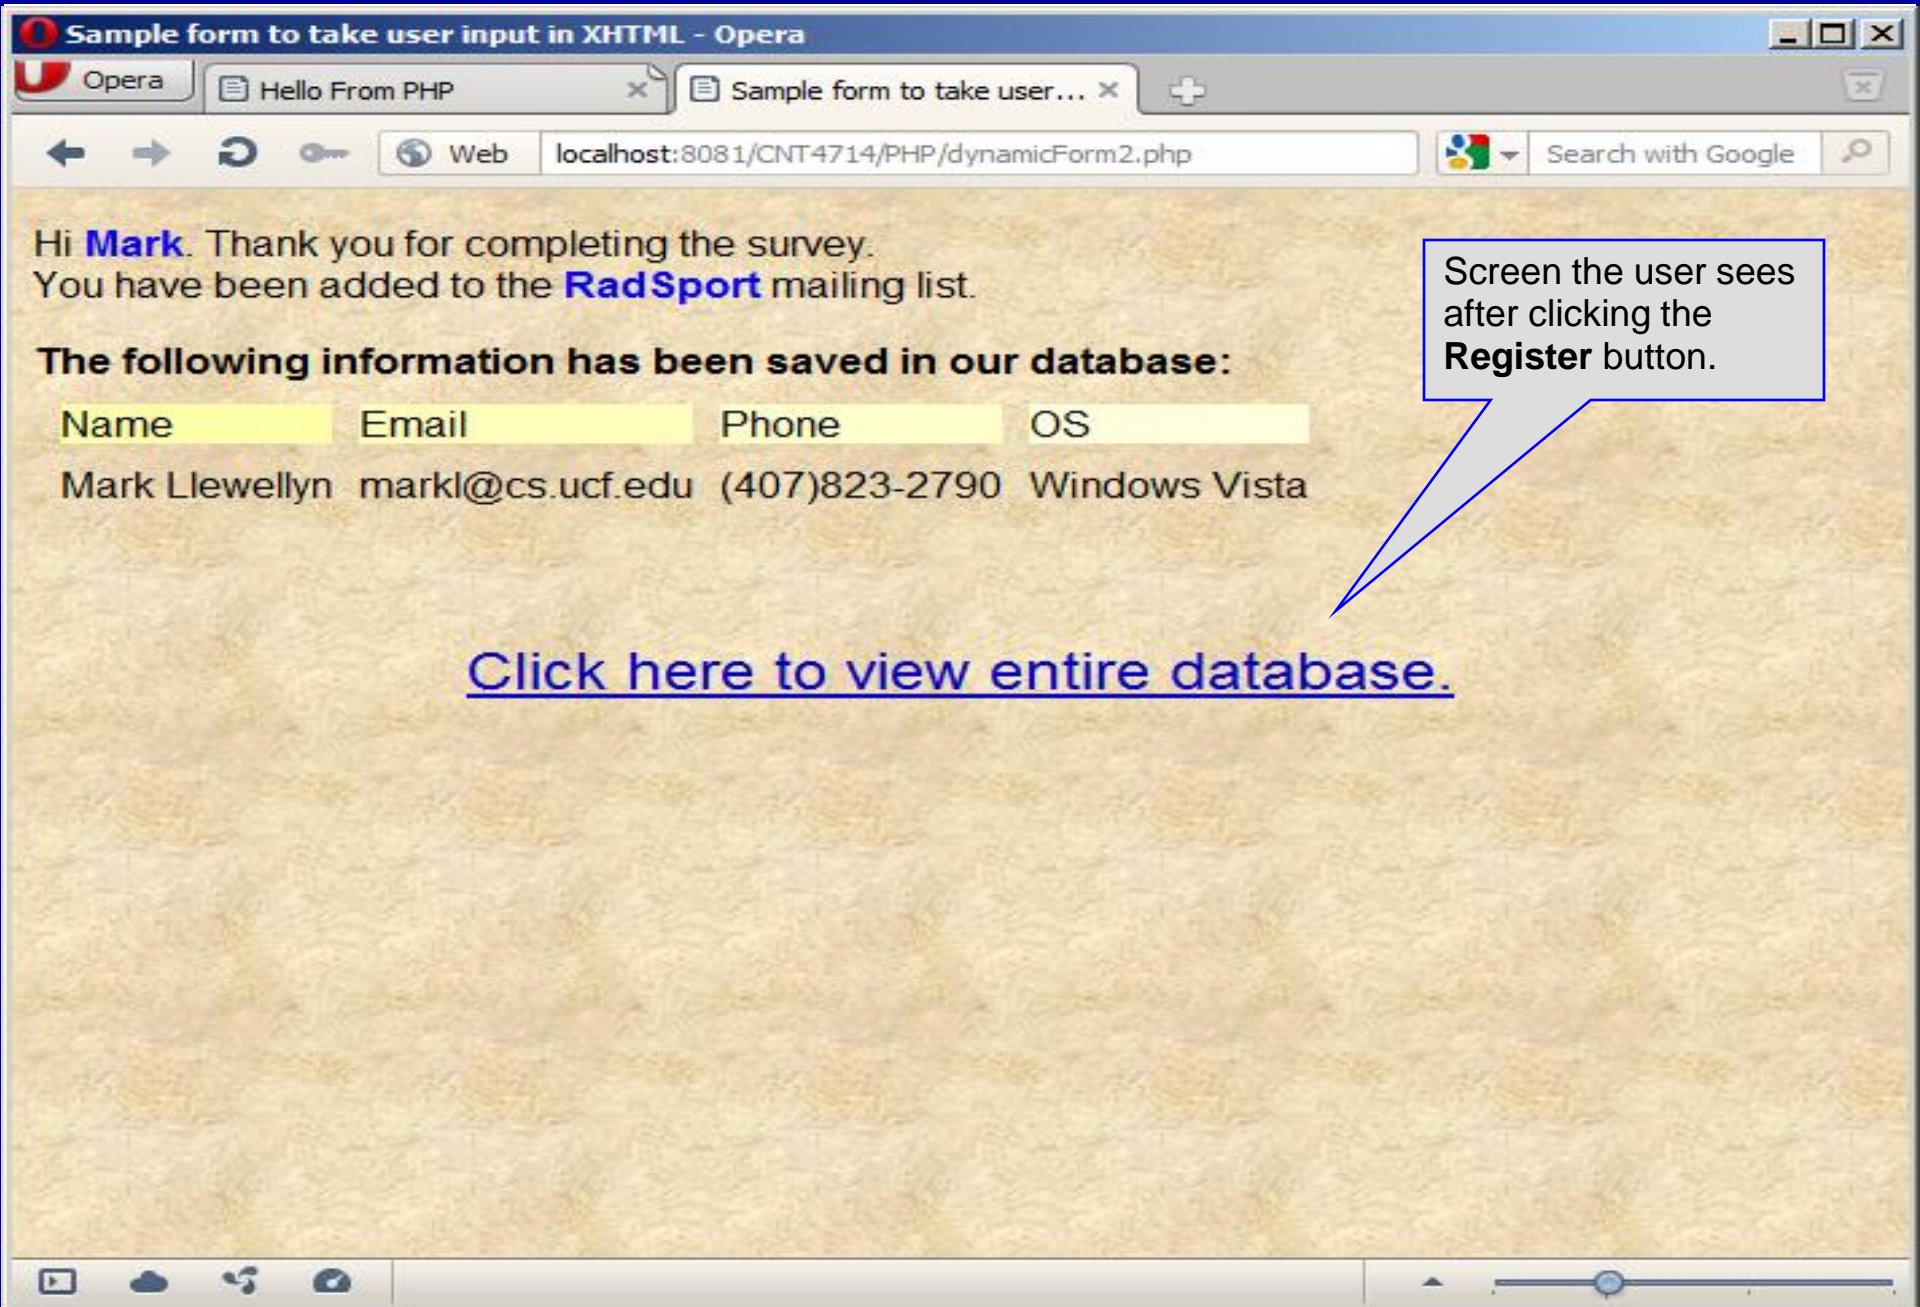 Sample form to take user input in XHTML - Opera
Opera
Hello From PHP
Sample form to take user...
Web
localhost:8081/CNT4714/PHP/dynamicForm2.php
Search with Google
Hi Mark. Thank you for completing the survey.
You have been added to the RadSport mailing list.
Screen the user sees
after clicking the
Register button.
The following information has been saved in our database:
Name Email Phone OS
Mark Llewellyn markl@cs.ucf.edu (407)823-2790 Windows Vista
Click here to view entire database.